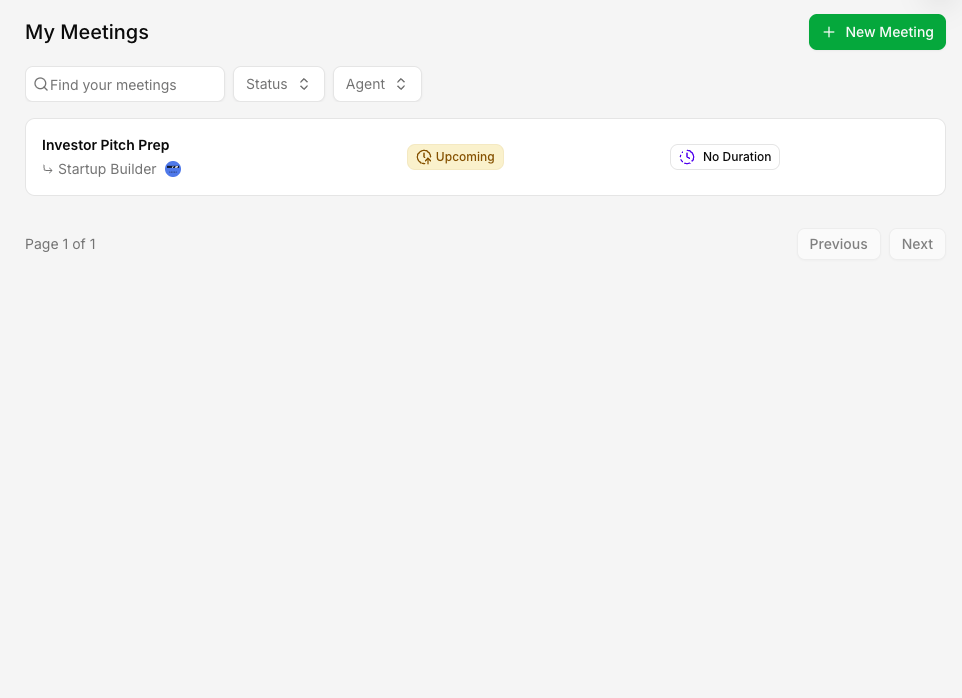 My Meetings
New Meeting
Find your meetings
Status
Agent
Investor Pitch Prep
Startup Builder
Upcoming
No Duration
Page 1 of 1
Previous
Next